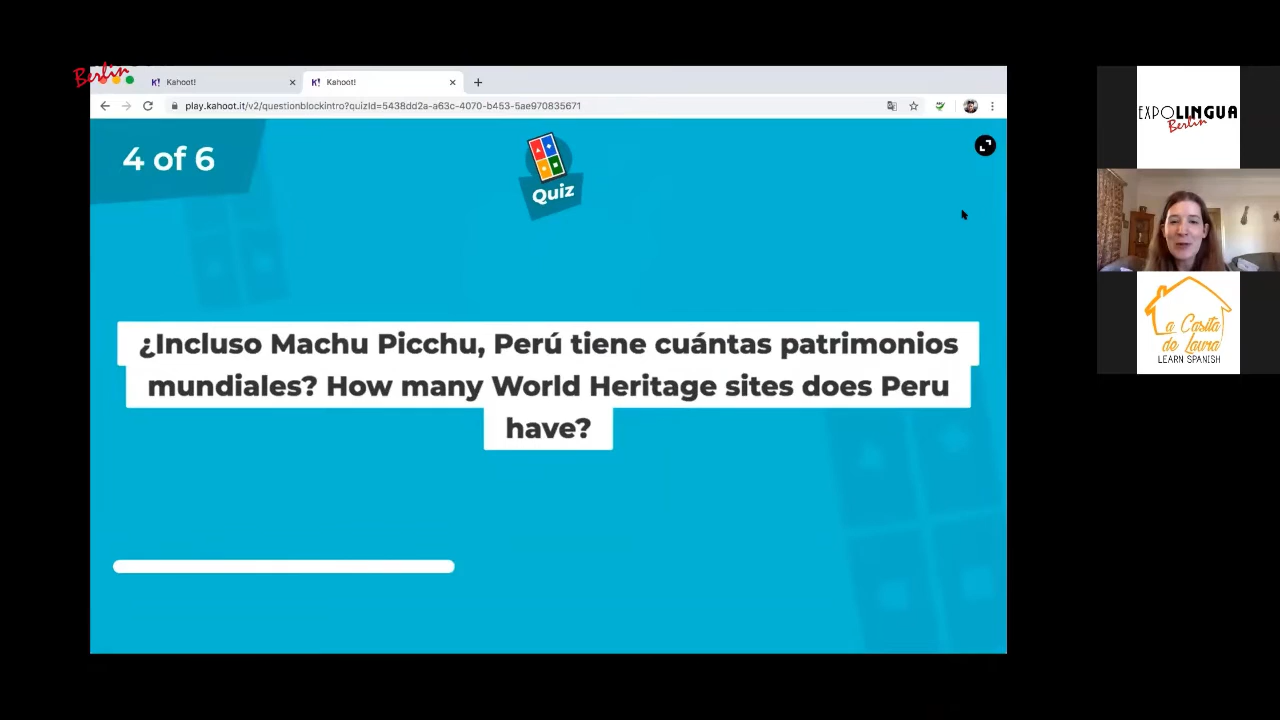 Berlin
Kahoot!
Kahoot!
play.kahoot.it/v2/questionblockintro?quizId=5438dd2a-a63c-4070-b453-5ae970835671
4 of 6
Quiz
¿Incluso Machu Picchu, Perú tiene cuántas patrimonios
mundiales? How many World Heritage sites does Peru
have?
EXPOLINGUA
Berlin
La Casita
de Laura
LEARN SPANISH